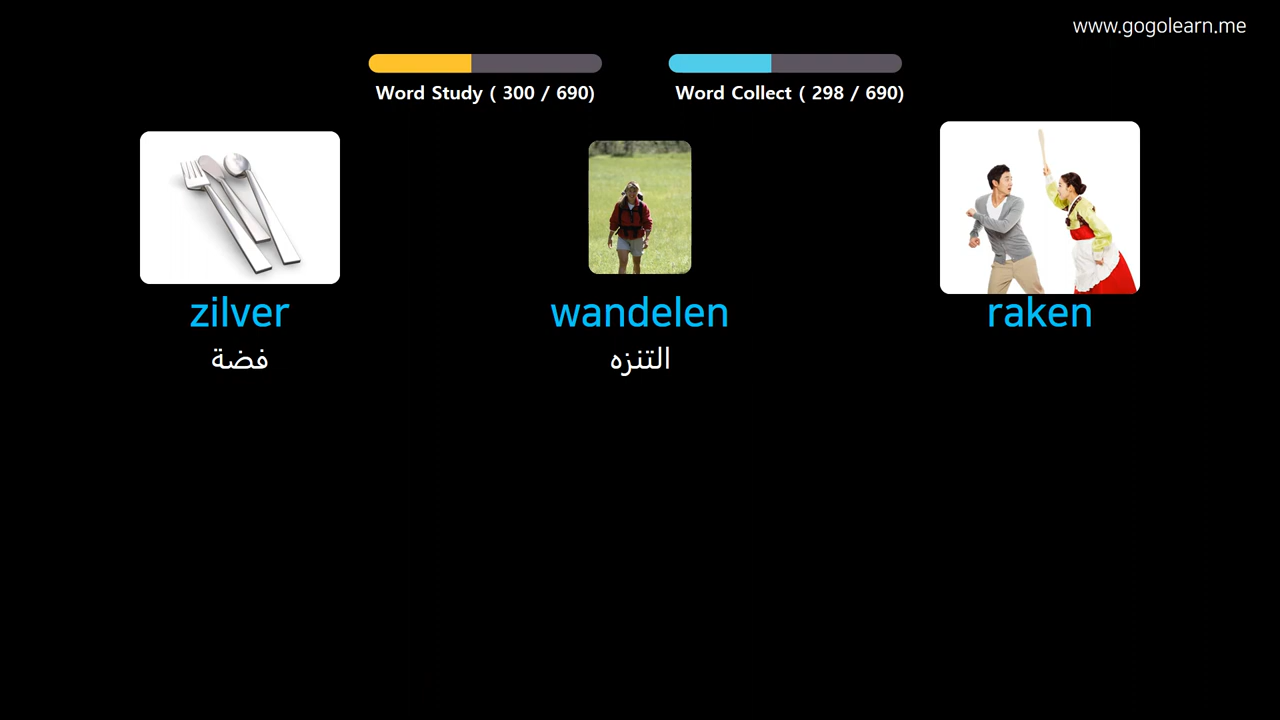 www.gogolearn.me
Word Study ( 300 / 690)
Word Collect ( 298 / 690)
zilver
فضة
wandelen
التنزه
raken